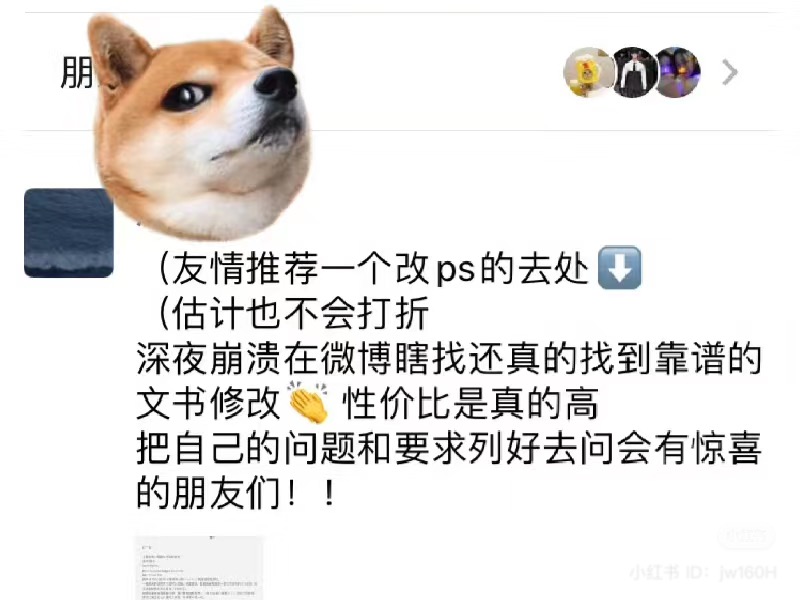 朋
（友情推荐一个改ps的去处⬇️
（估计也不会打折
深夜崩溃在微博瞎找还真的找到靠谱的
文书修改👏 性价比是真的高
把自己的问题和要求列好去问会有惊喜
的朋友们！！
小红书
小红书 ID：jw160H